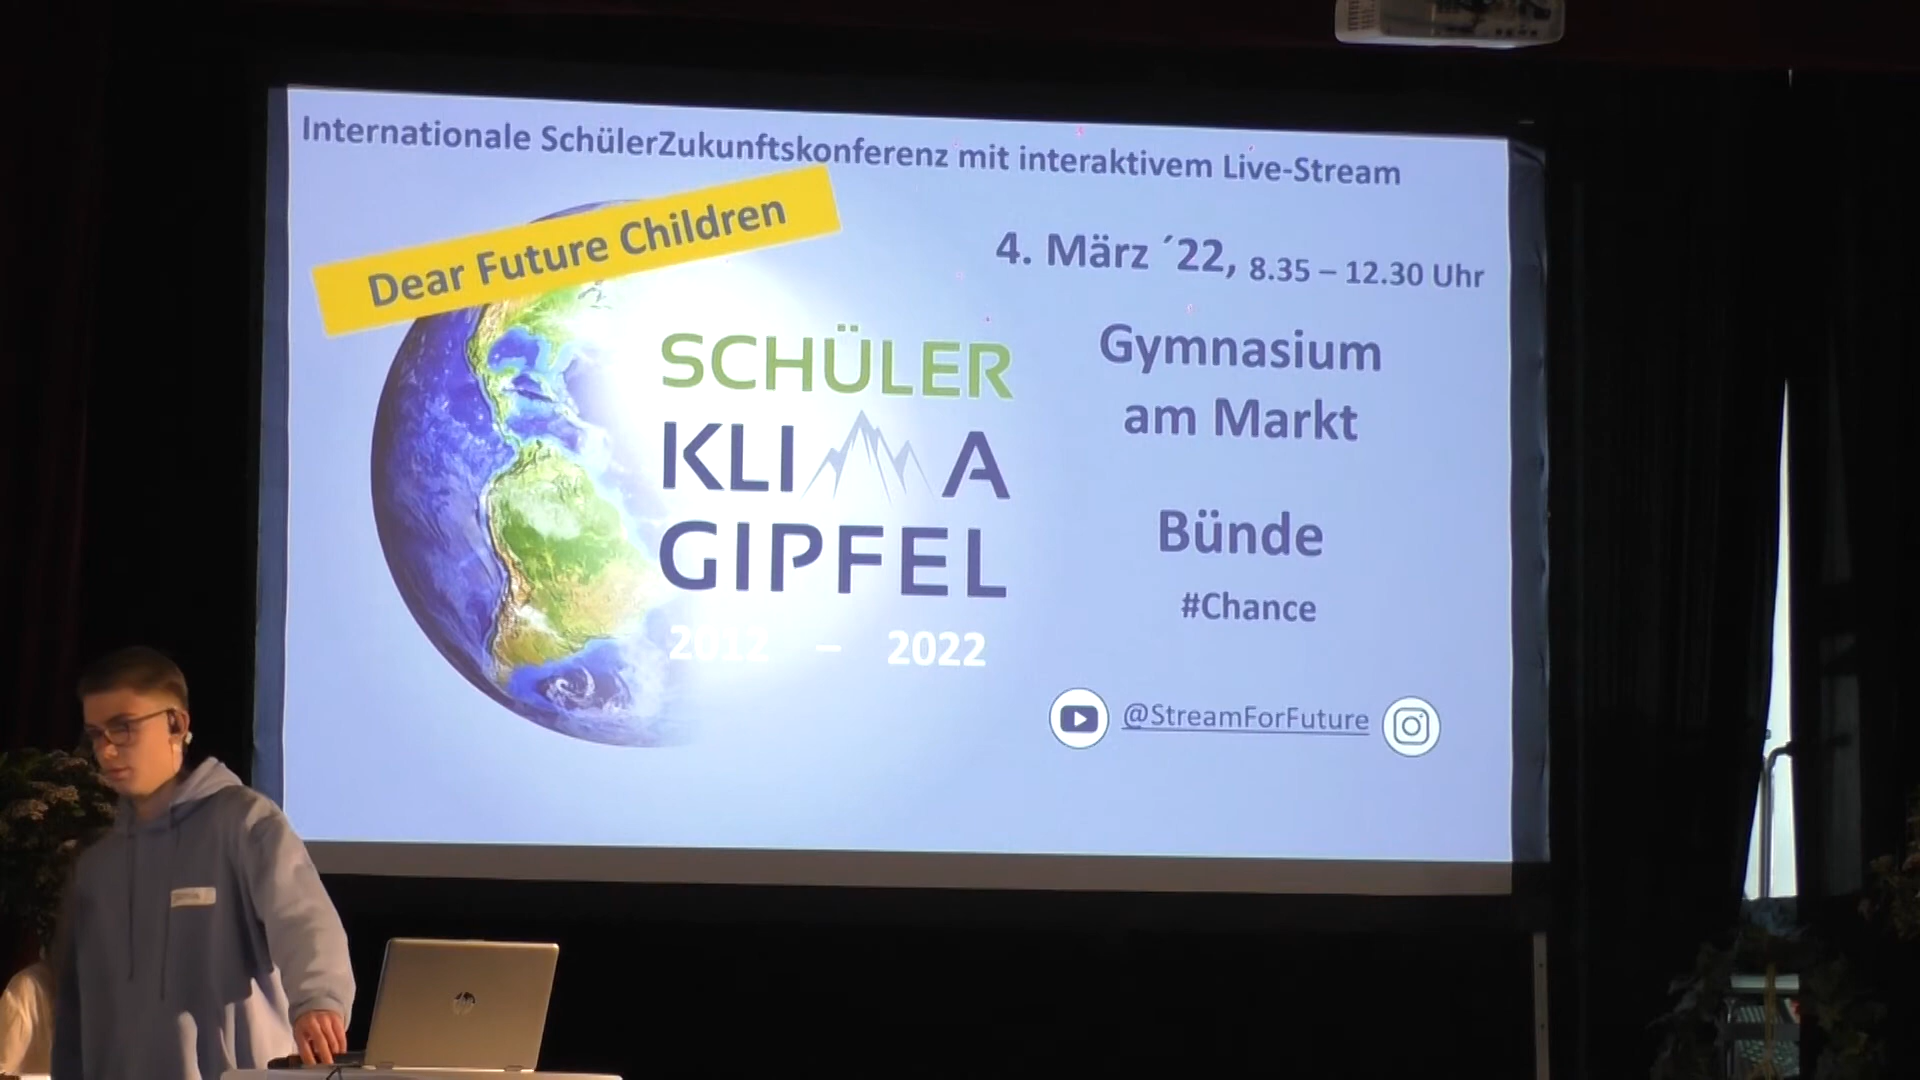 Internationale SchülerZukunftskonferenz mit interaktivem Live-Stream
Dear Future Children
4. März ´22, 8.35 – 12.30 Uhr
SCHÜLER
KLIMA
GIPFEL
2012 – 2022
Gymnasium
am Markt
Bünde
#Chance
@StreamForFuture
hp